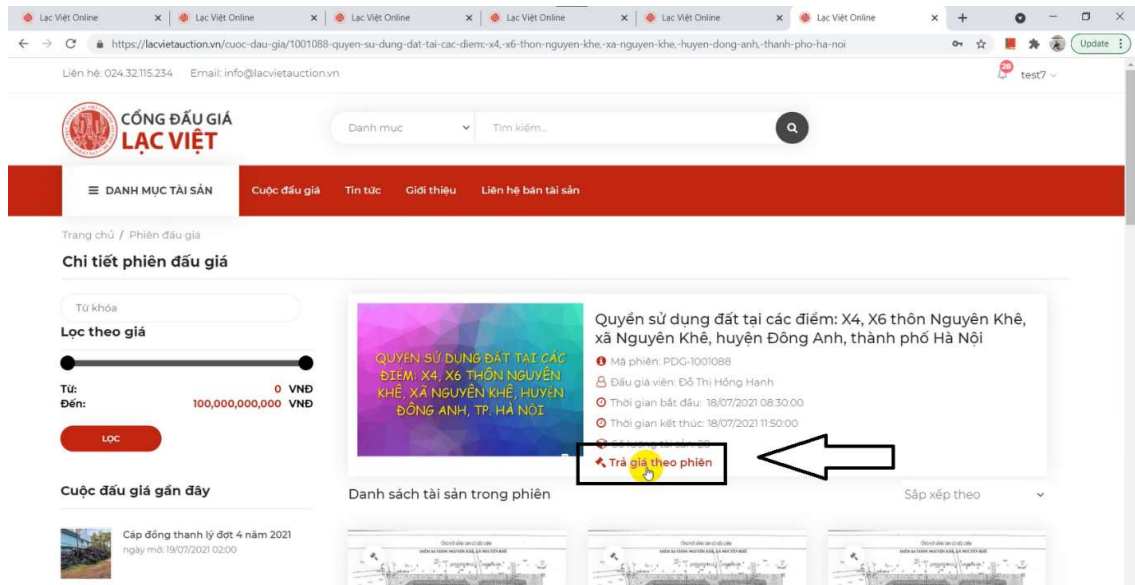 Lạc Việt Online
Lạc Việt Online
Lạc Việt Online
Lạc Việt Online
Lạc Việt Online
Lạc Việt Online
https://lacvietauction.vn/cuoc-dau-gia/1001088-quyen-su-dung-dat-tai-cac-diem:-x4,-x6-thon-nguyen-khe,-xa-nguyen-khe,-huyen-dong-anh,-thanh-pho-ha-noi
Update
Liên hệ: 024.32.115.234 Email: info@lacvietauction.vn
28
test7
CỔNG ĐẤU GIÁ
LẠC VIỆT
Danh mục
Tìm kiếm...
DANH MỤC TÀI SẢN
Cuộc đấu giá
Tin tức
Giới thiệu
Liên hệ bán tài sản
Trang chủ / Phiên đấu giá
Chi tiết phiên đấu giá
Từ khóa
Lọc theo giá
Từ: 0 VNĐ
Đến: 100,000,000,000 VNĐ
LỌC
Cuộc đấu giá gần đây
Cáp đồng thanh lý đợt 4 năm 2021
ngày mở: 19/07/2021 02:00
QUYỀN SỬ DỤNG ĐẤT TẠI CÁC
ĐIỂM: X4, X6 THÔN NGUYÊN
KHÊ, XÃ NGUYÊN KHÊ, HUYỆN
ĐÔNG ANH, TP. HÀ NỘI
Quyền sử dụng đất tại các điểm: X4, X6 thôn Nguyên Khê,
xã Nguyên Khê, huyện Đông Anh, thành phố Hà Nội
Mã phiên: PDG-1001088
Đấu giá viên: Đỗ Thị Hồng Hạnh
Thời gian bắt đầu: 18/07/2021 08:30:00
Thời gian kết thúc: 18/07/2021 11:50:00
Trả giá theo phiên
Danh sách tài sản trong phiên
Sắp xếp theo